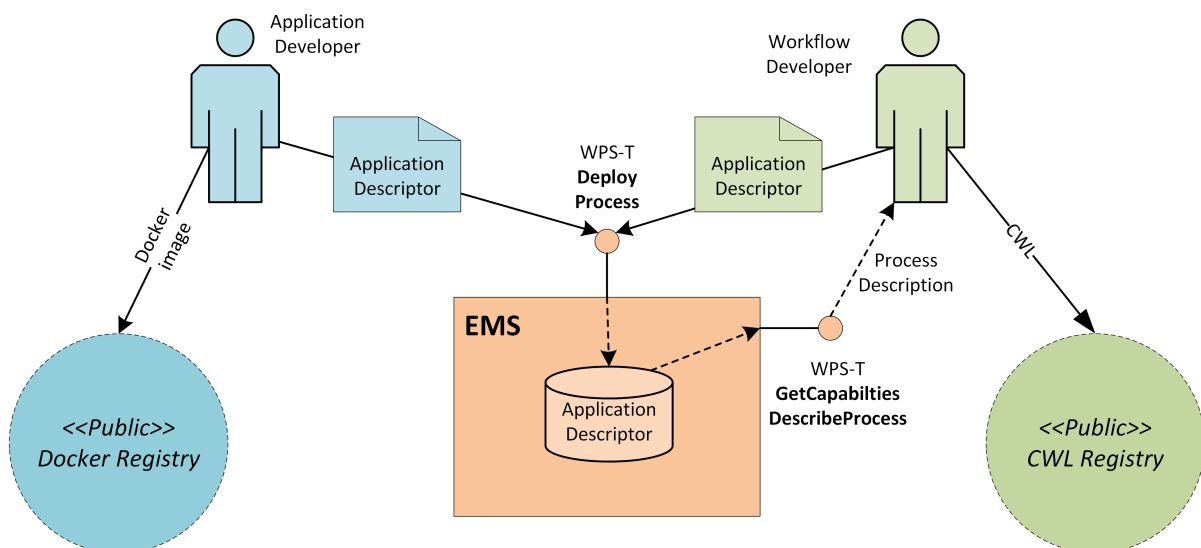 Application
Developer
Workflow
Developer
Application
Descriptor
WPS-T
Deploy
Process
Application
Descriptor
Docker
image
CWL
Process
Description
EMS
WPS-T
GetCapabilties
DescribeProcess
Application
Descriptor
<<Public>>
Docker Registry
<<Public>>
CWL Registry